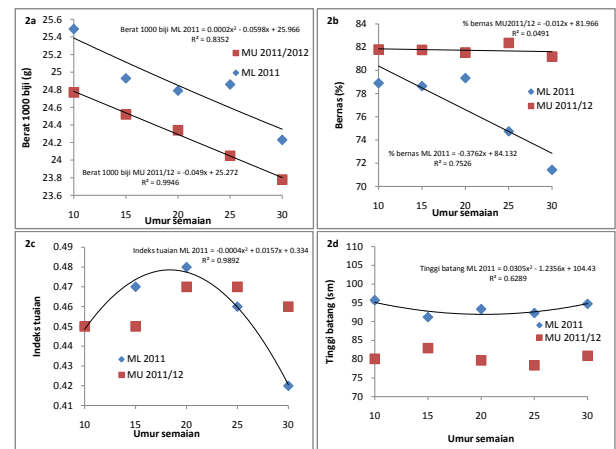 2a
Berat 1000 biji ML 2011 = 0.0002x² - 0.0598x + 25.966
R² = 0.8352
MU 2011/2012
ML 2011
Berat 1000 biji MU 2011/12 = -0.049x + 25.272
R² = 0.9946
Berat 1000 biji (g)
25.6
25.4
25.2
25
24.8
24.6
24.4
24.2
24
23.8
23.6
10 15 20 25 30
Umur semaian
2b
% bernas MU2011/12 = -0.012x + 81.966
R² = 0.0491
ML 2011
MU 2011/12
% bernas ML 2011 = -0.3762x + 84.132
R² = 0.7526
Bernas (%)
84
82
80
78
76
74
72
70
10 15 20 25 30
Umur semaian
2c
Indeks tuaian ML 2011 = -0.0004x² + 0.0157x + 0.334
R² = 0.9892
ML 2011
MU 2011/12
Indeks tuaian
0.49
0.48
0.47
0.46
0.45
0.44
0.43
0.42
0.41
10 15 20 25 30
Umur semaian
2d
Tinggi batang ML 2011 = 0.0305x² - 1.2356x + 104.43
R² = 0.6289
ML 2011
MU 2011/12
Tinggi batang (sm)
110
105
100
95
90
85
80
75
70
10 15 20 25 30
Umur semaian